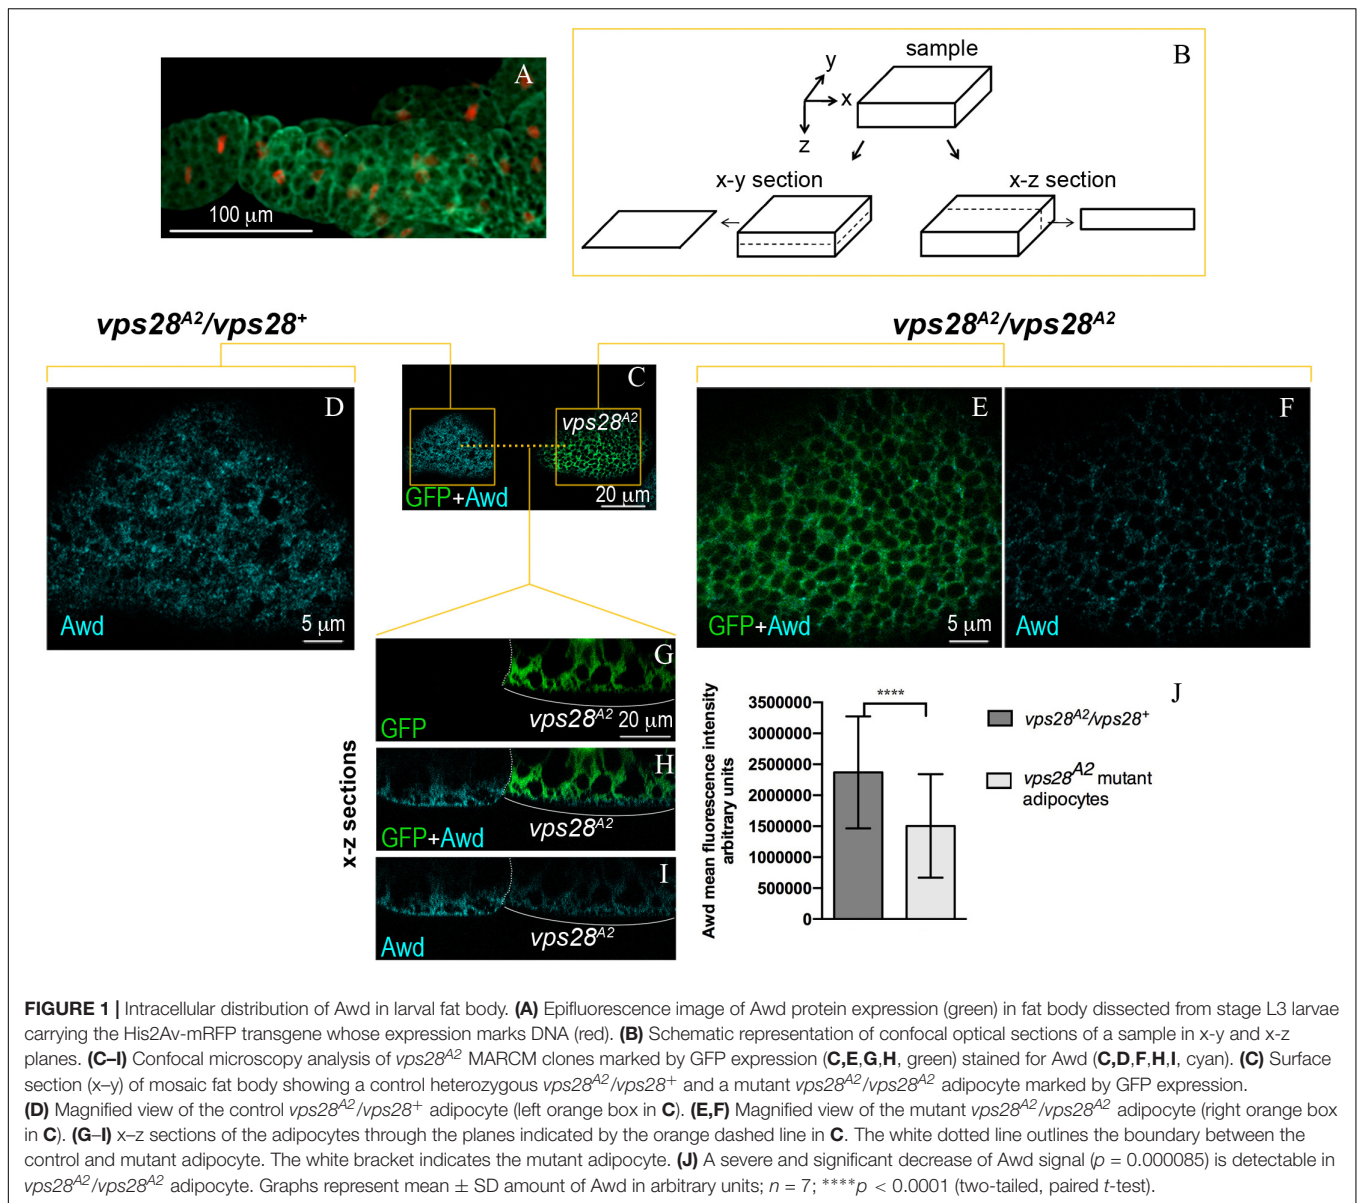 A
100 μm
B
sample
y
x
z
x-y section
x-z section
vps28ᴬ²/vps28⁺
vps28ᴬ²/vps28ᴬ²
C
vps28ᴬ²
GFP+Awd
20 μm
D
Awd
5 μm
E
GFP+Awd
5 μm
F
Awd
x-z sections
G
GFP
vps28ᴬ²
20 μm
H
GFP+Awd
vps28ᴬ²
I
Awd
vps28ᴬ²
J
Awd mean fluorescence intensity
arbitrary units
3500000
3000000
2500000
2000000
1500000
1000000
500000
0
****
vps28ᴬ²/vps28⁺
vps28ᴬ² mutant
adipocytes
FIGURE 1 | Intracellular distribution of Awd in larval fat body. (A) Epifluorescence image of Awd protein expression (green) in fat body dissected from stage L3 larvae
carrying the His2Av-mRFP transgene whose expression marks DNA (red). (B) Schematic representation of confocal optical sections of a sample in x-y and x-z
planes. (C–I) Confocal microscopy analysis of vps28ᴬ² MARCM clones marked by GFP expression (C,E,G,H, green) stained for Awd (C,D,F,H,I, cyan). (C) Surface
section (x–y) of mosaic fat body showing a control heterozygous vps28ᴬ²/vps28⁺ and a mutant vps28ᴬ²/vps28ᴬ² adipocyte marked by GFP expression.
(D) Magnified view of the control vps28ᴬ²/vps28⁺ adipocyte (left orange box in C). (E,F) Magnified view of the mutant vps28ᴬ²/vps28ᴬ² adipocyte (right orange box
in C). (G–I) x–z sections of the adipocytes through the planes indicated by the orange dashed line in C. The white dotted line outlines the boundary between the
control and mutant adipocyte. The white bracket indicates the mutant adipocyte. (J) A severe and significant decrease of Awd signal (p = 0.000085) is detectable in
vps28ᴬ²/vps28ᴬ² adipocyte. Graphs represent mean ± SD amount of Awd in arbitrary units; n = 7; ****p < 0.0001 (two-tailed, paired t-test).